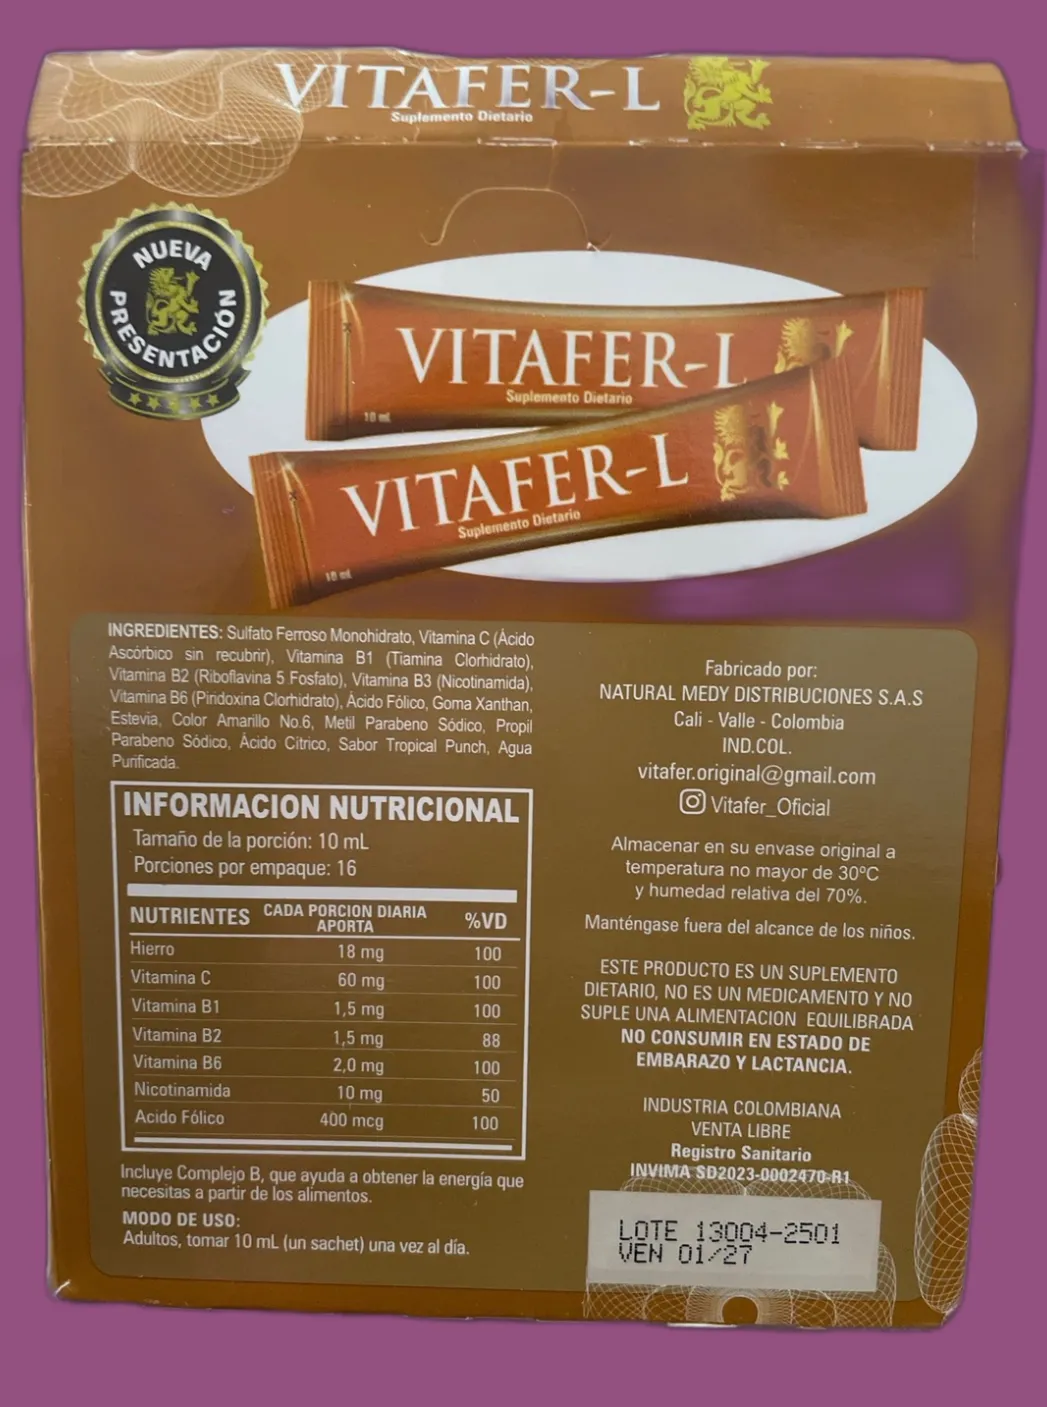 VITAFER-L
Suplemento Dietario
NUEVA
PRESENTACIÓN
VITAFER-L
Suplemento Dietario
10 ml
VITAFER-L
Suplemento Dietario
10 ml
INGREDIENTES: Sulfato Ferroso Monohidrato, Vitamina C (Ácido
Ascórbico sin recubrir), Vitamina B1 (Tiamina Clorhidrato),
Vitamina B2 (Riboflavina 5 Fosfato), Vitamina B3 (Nicotinamida),
Vitamina B6 (Piridoxina Clorhidrato), Ácido Fólico, Goma Xanthan,
Estevia, Color Amarillo No.6, Metil Parabeno Sódico, Propil
Parabeno Sódico, Ácido Cítrico, Sabor Tropical Punch, Agua
Purificada.
INFORMACION NUTRICIONAL
Tamaño de la porción: 10 mL
Porciones por empaque: 16
NUTRIENTES CADA PORCION DIARIA APORTA %VD
Hierro 18 mg 100
Vitamina C 60 mg 100
Vitamina B1 1,5 mg 100
Vitamina B2 1,5 mg 88
Vitamina B6 2,0 mg 100
Nicotinamida 10 mg 50
Acido Fólico 400 mcg 100
Incluye Complejo B, que ayuda a obtener la energía que
necesitas a partir de los alimentos.
MODO DE USO:
Adultos, tomar 10 mL (un sachet) una vez al día.
Fabricado por:
NATURAL MEDY DISTRIBUCIONES S.A.S
Cali - Valle - Colombia
IND.COL.
vitafer.original@gmail.com
Vitafer_Oficial
Almacenar en su envase original a
temperatura no mayor de 30ºC
y humedad relativa del 70%.
Manténgase fuera del alcance de los niños.
ESTE PRODUCTO ES UN SUPLEMENTO
DIETARIO, NO ES UN MEDICAMENTO Y NO
SUPLE UNA ALIMENTACION EQUILIBRADA
NO CONSUMIR EN ESTADO DE
EMBARAZO Y LACTANCIA.
INDUSTRIA COLOMBIANA
VENTA LIBRE
Registro Sanitario
INVIMA SD2023-0002470-R1
LOTE 13004-2501
VEN 01/27